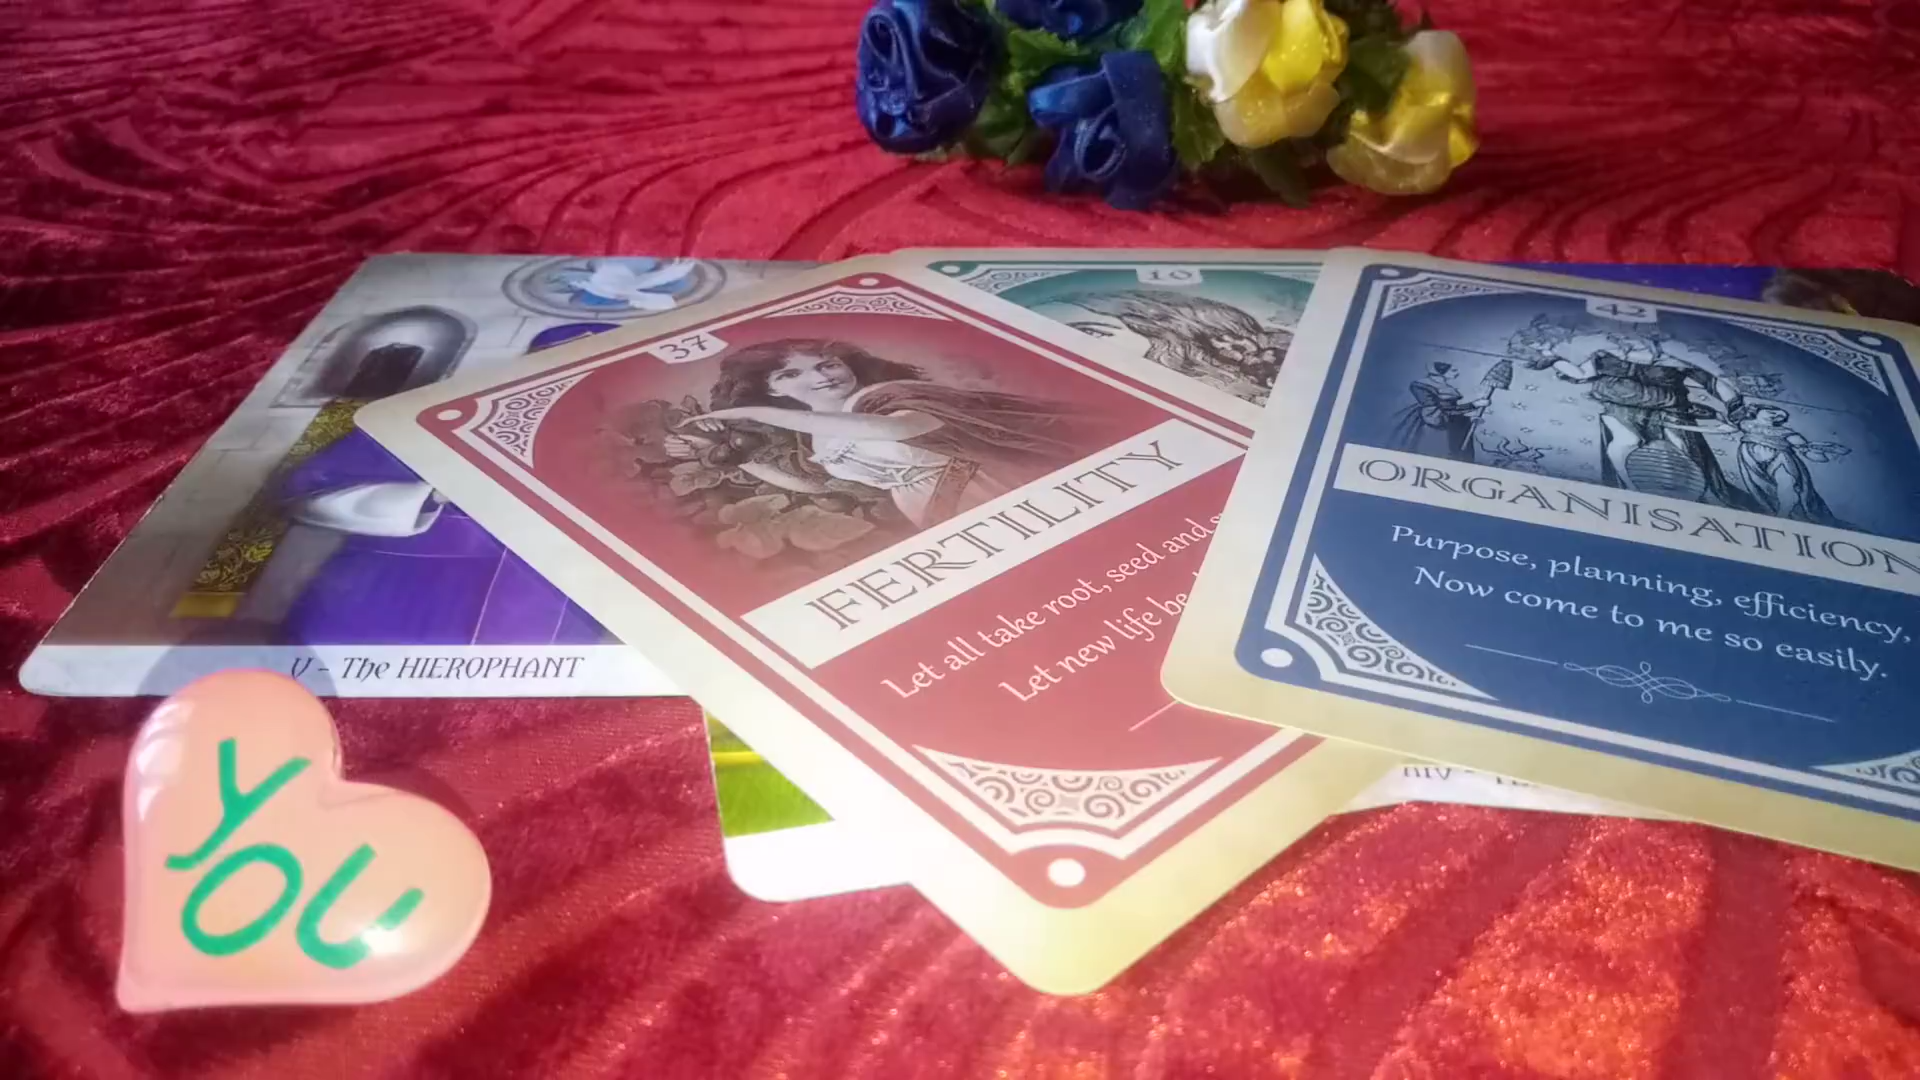 10
37
42
FERTILITY
Let all take root, seed and
Let new life be
ORGANISATION
Purpose, planning, efficiency,
Now come to me so easily.
V - The HIEROPHANT
YOU